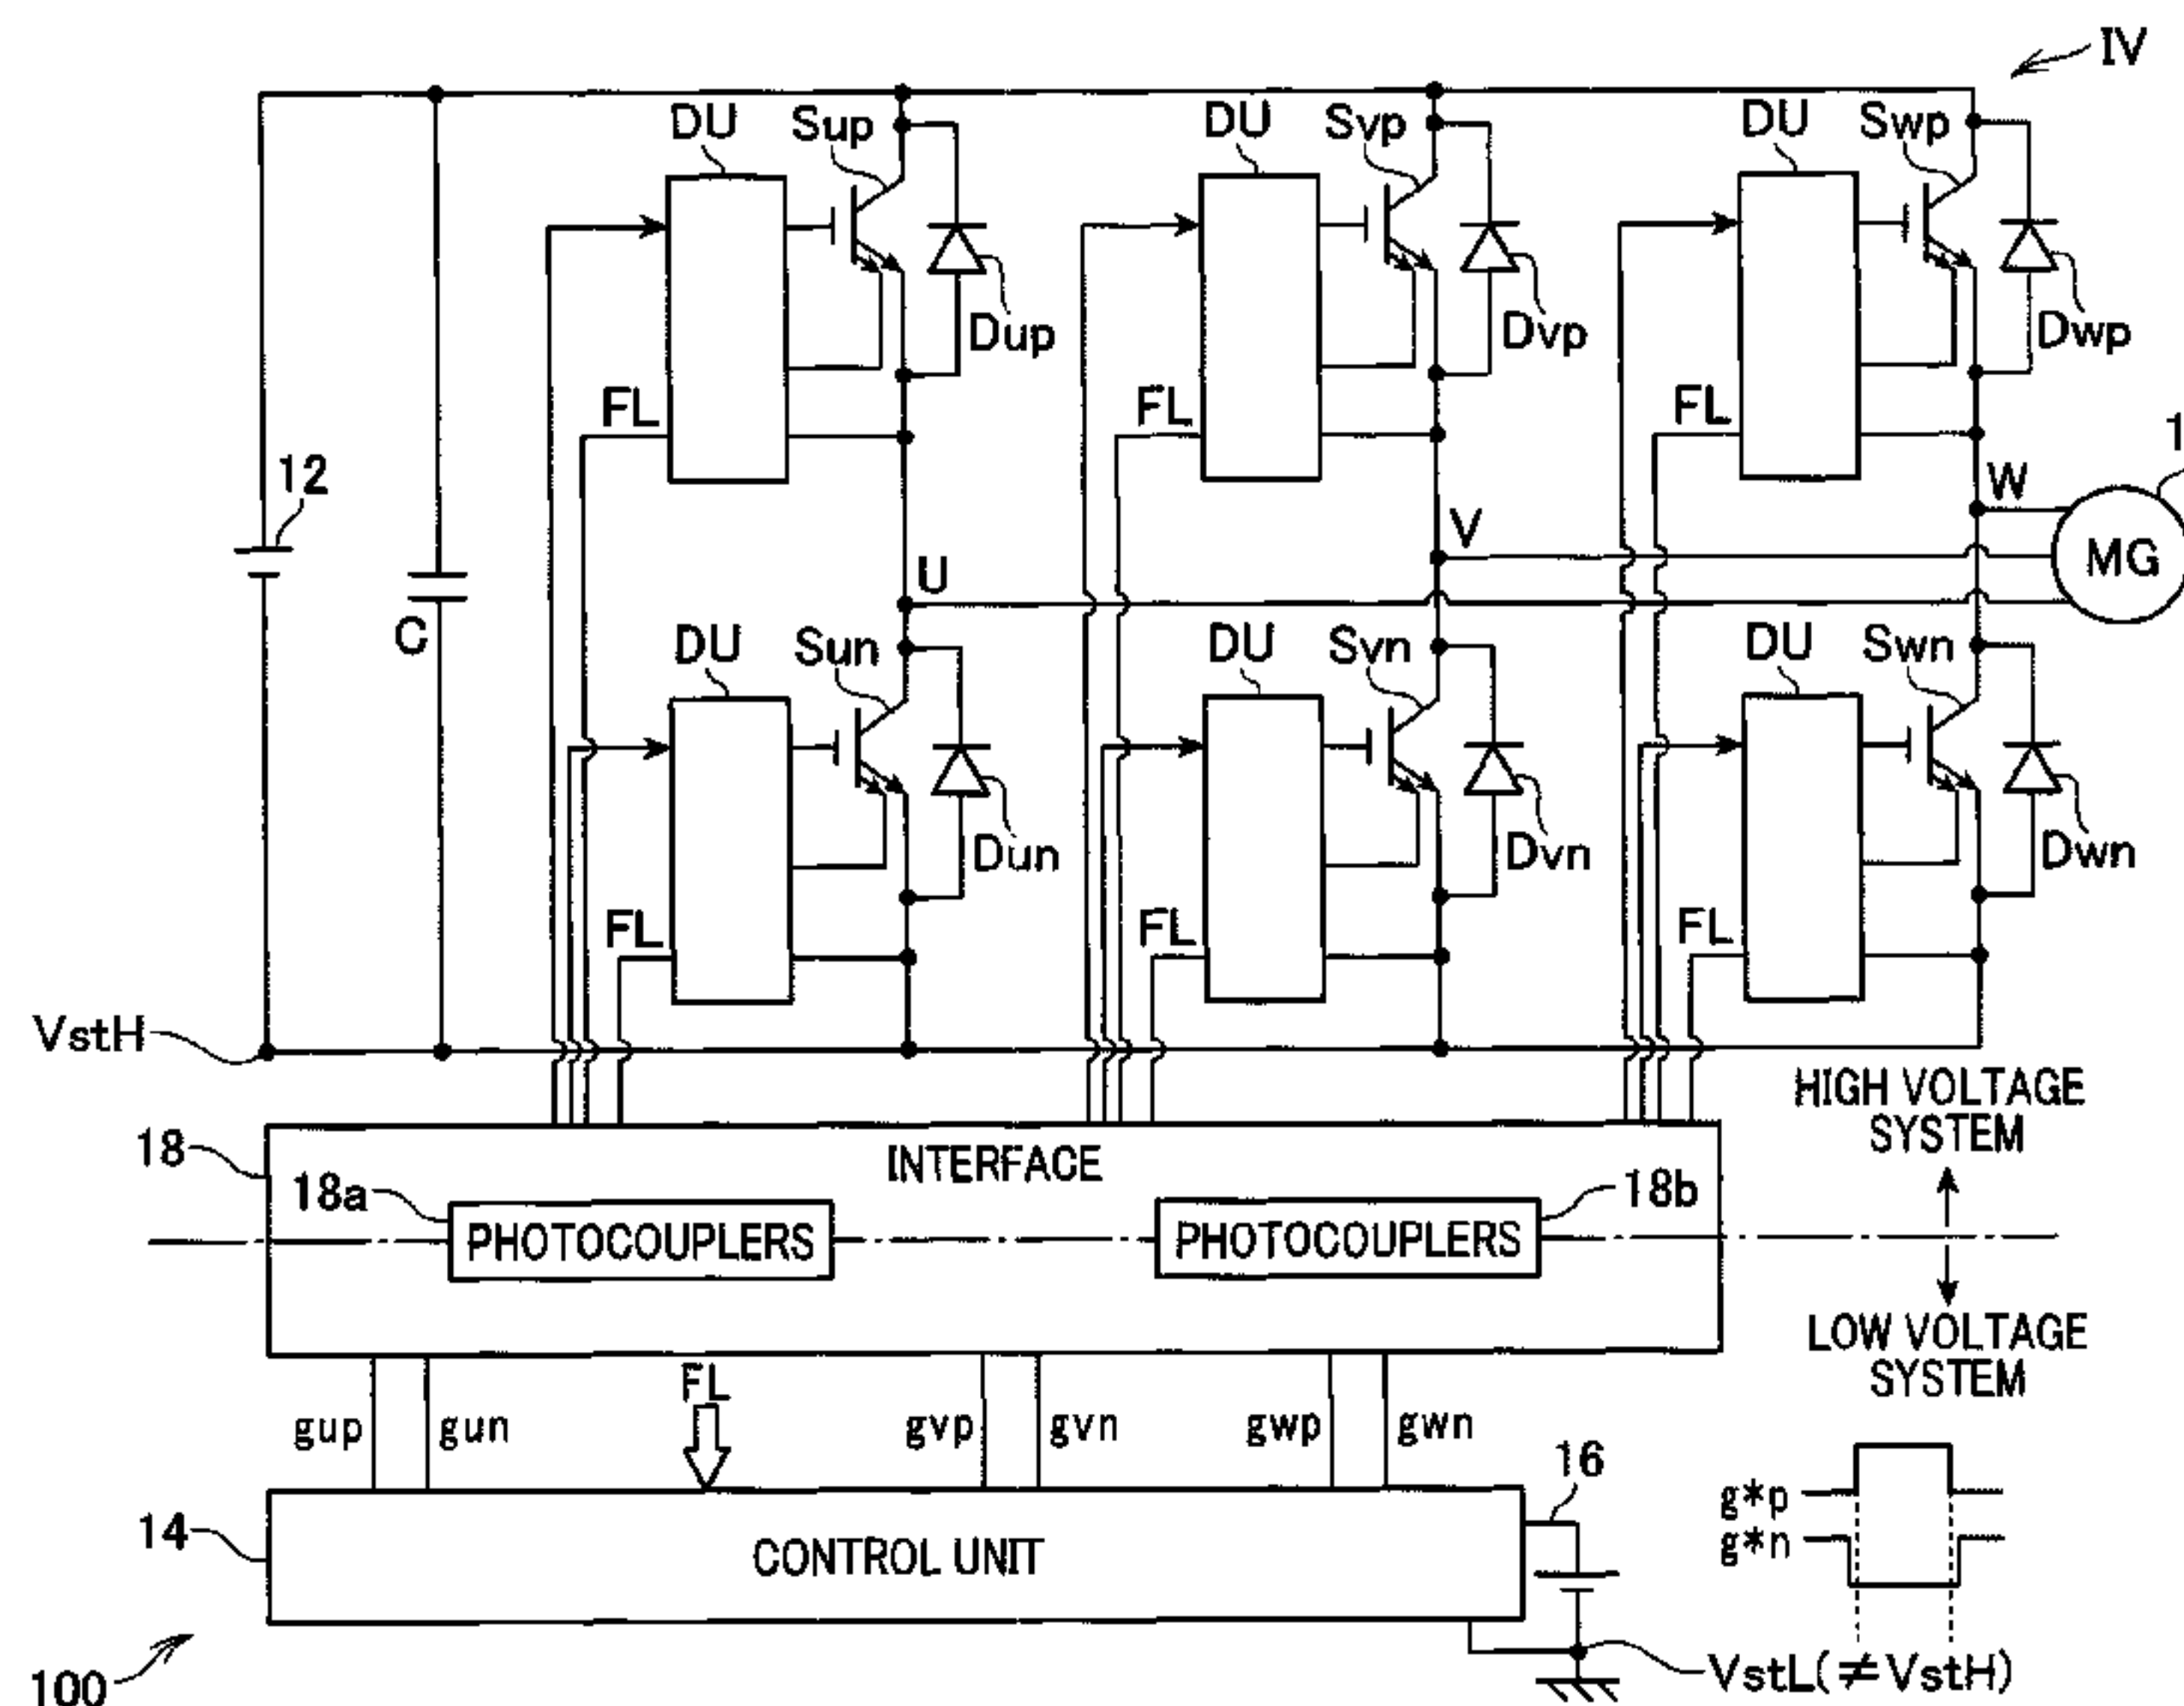 IV
DU
Sup
DU
Svp
DU
Swp
Dup
Dvp
Dwp
FL
FL
FL
12
W
V
MG
U
C
DU
Sun
DU
Svn
DU
Swn
Dun
Dvn
Dwn
FL
FL
FL
VstH
HIGH VOLTAGE
SYSTEM
18
INTERFACE
18a
18b
PHOTOCOUPLERS
PHOTOCOUPLERS
LOW VOLTAGE
SYSTEM
FL
gup
gun
gvp
gvn
gwp
gwn
16
g*p
g*n
14
CONTROL UNIT
100
VstL(≠VstH)